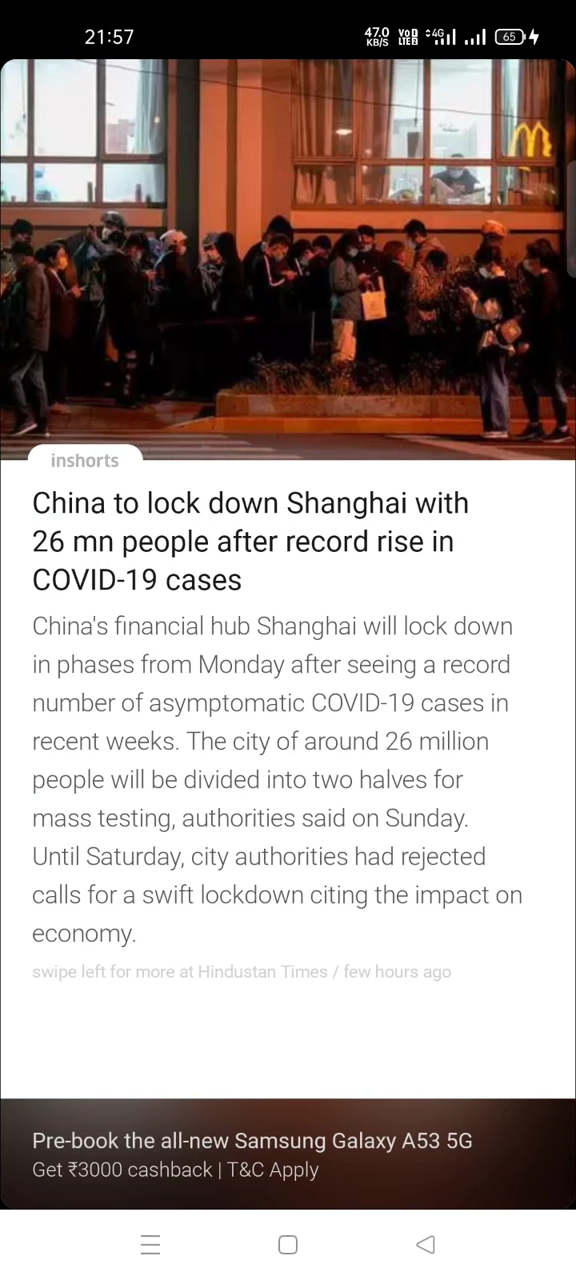 21:57
47.0
KB/S
VoD
LTE
4G
65
inshorts
China to lock down Shanghai with
26 mn people after record rise in
COVID-19 cases
China's financial hub Shanghai will lock down
in phases from Monday after seeing a record
number of asymptomatic COVID-19 cases in
recent weeks. The city of around 26 million
people will be divided into two halves for
mass testing, authorities said on Sunday.
Until Saturday, city authorities had rejected
calls for a swift lockdown citing the impact on
economy.
swipe left for more at Hindustan Times / few hours ago
Pre-book the all-new Samsung Galaxy A53 5G
Get ₹3000 cashback | T&C Apply